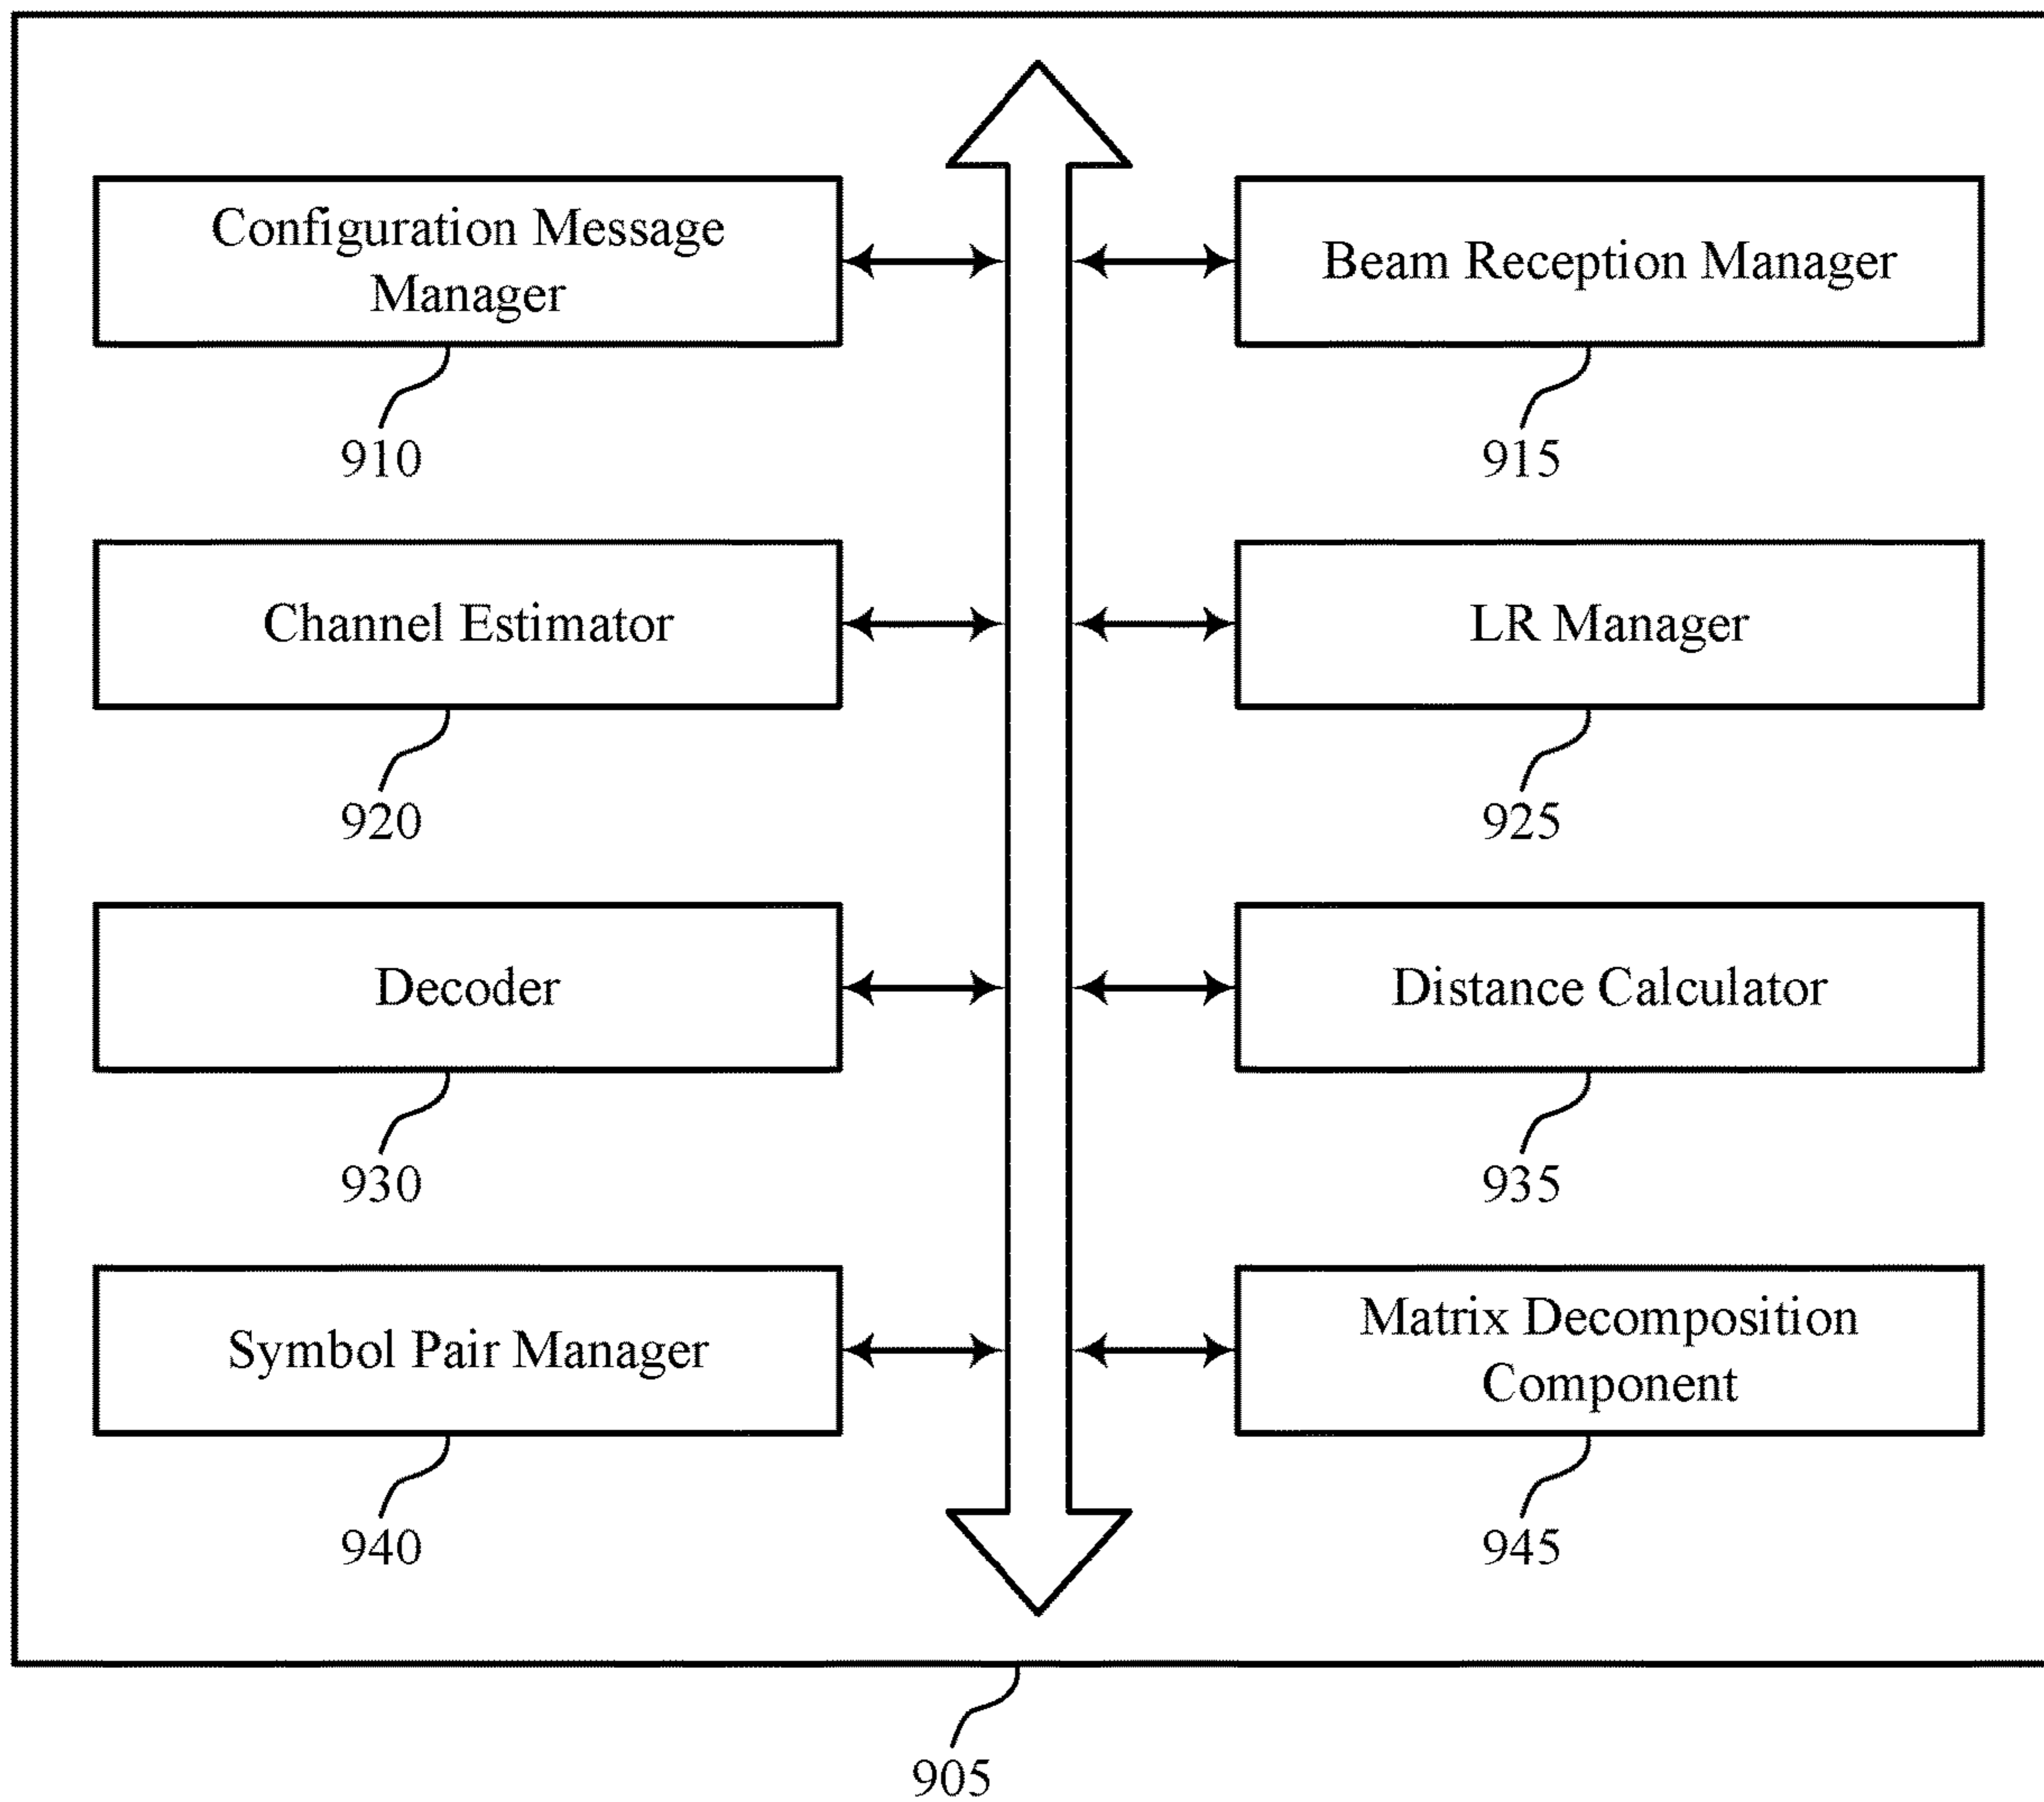 Configuration Message
Manager
910
Beam Reception Manager
915
Channel Estimator
920
LR Manager
925
Decoder
930
Distance Calculator
935
Symbol Pair Manager
940
Matrix Decomposition
Component
945
905